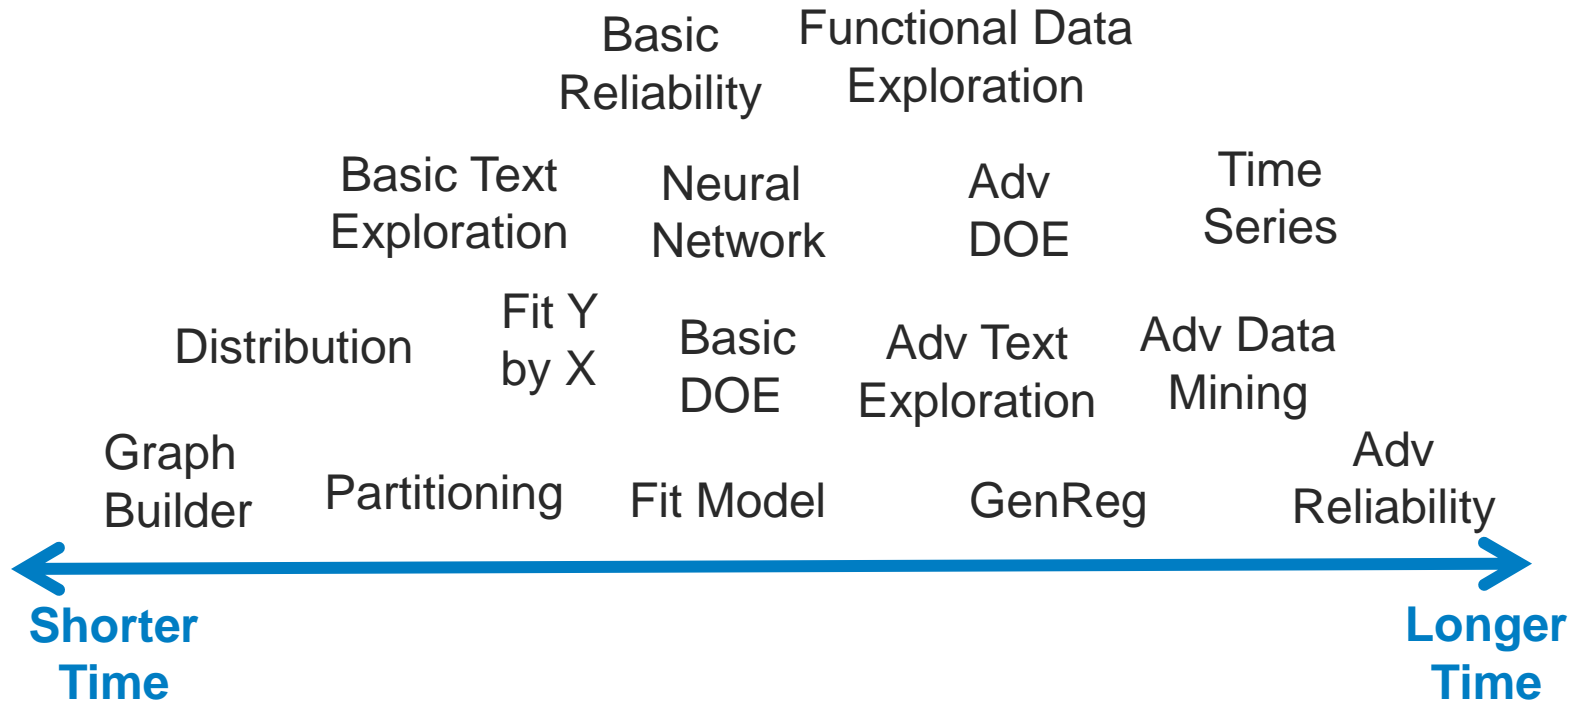 Basic
Reliability
Functional Data
Exploration
Basic Text
Exploration
Neural
Network
Adv
DOE
Time
Series
Distribution
Fit Y
by X
Basic
DOE
Adv Text
Exploration
Adv Data
Mining
Graph
Builder
Partitioning
Fit Model
GenReg
Adv
Reliability
Shorter
Time
Longer
Time